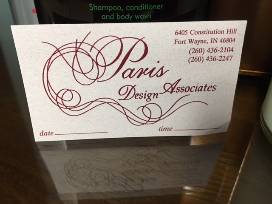 Shampoo, conditioner
and body wash
6405 Constitution Hill
Fort Wayne, IN 46804
(260) 436-2104
(260) 436-2247
Paris
Design Associates
date
time